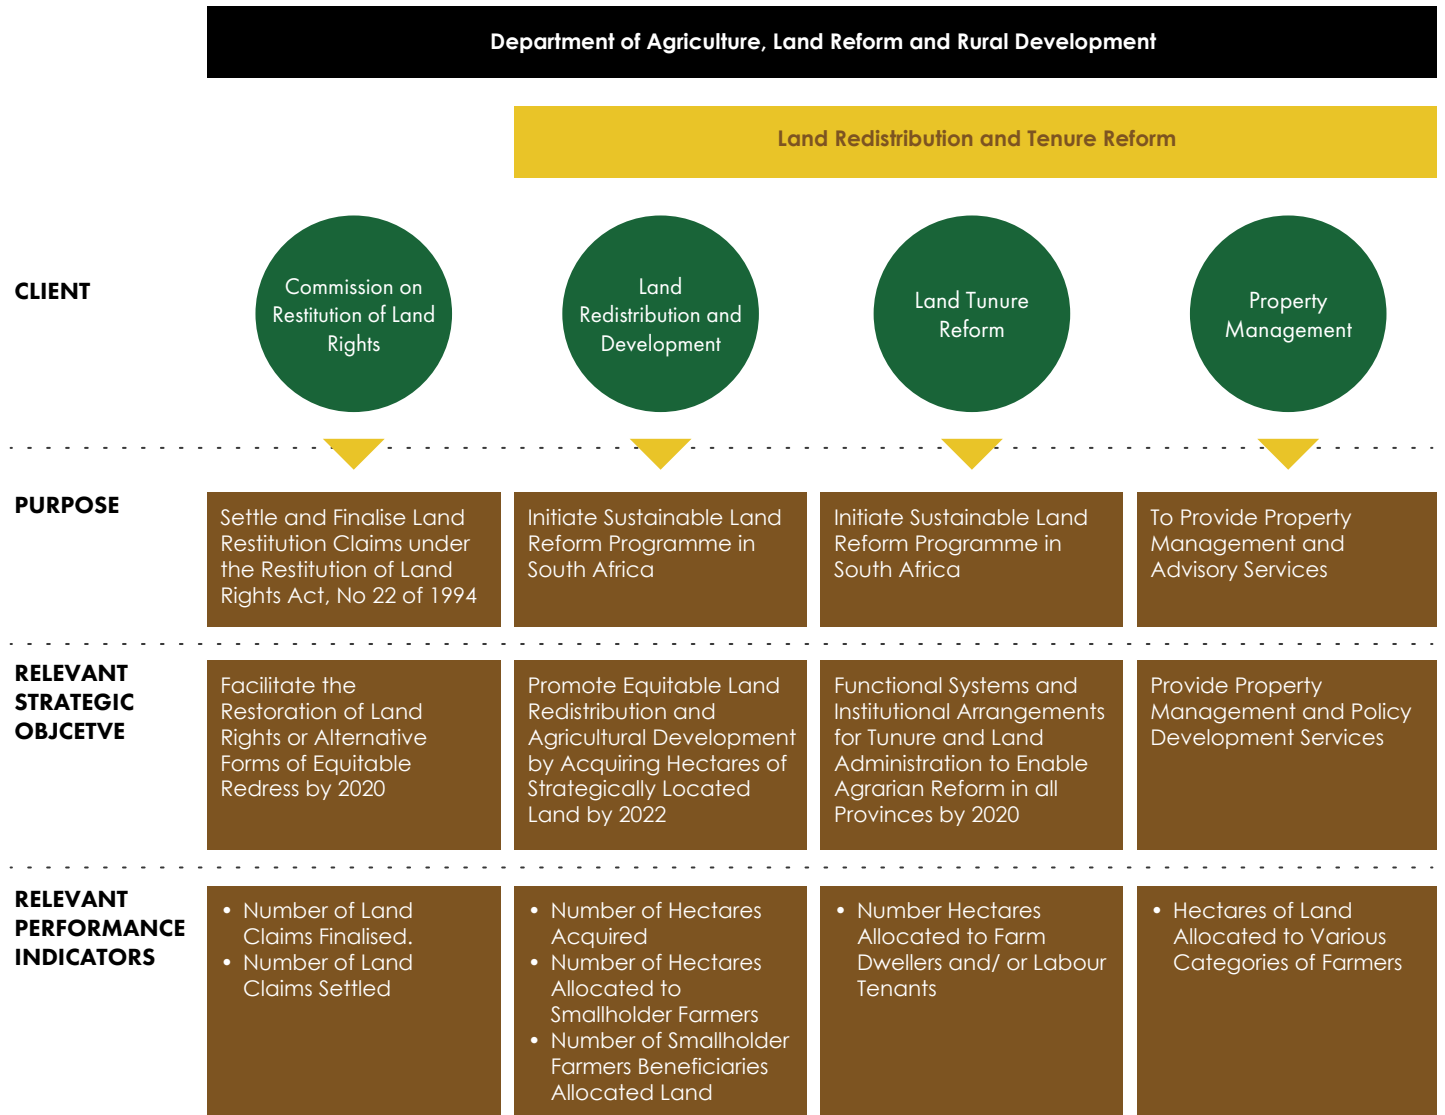 Department of Agriculture, Land Reform and Rural Development
Land Redistribution and Tenure Reform
CLIENT
Commission on
Restitution of Land
Rights
Land
Redistribution and
Development
Land Tunure
Reform
Property
Management
PURPOSE
Settle and Finalise Land
Restitution Claims under
the Restitution of Land
Rights Act, No 22 of 1994
Initiate Sustainable Land
Reform Programme in
South Africa
Initiate Sustainable Land
Reform Programme in
South Africa
To Provide Property
Management and
Advisory Services
RELEVANT
STRATEGIC
OBJCETVE
Facilitate the
Restoration of Land
Rights or Alternative
Forms of Equitable
Redress by 2020
Promote Equitable Land
Redistribution and
Agricultural Development
by Acquiring Hectares of
Strategically Located
Land by 2022
Functional Systems and
Institutional Arrangements
for Tunure and Land
Administration to Enable
Agrarian Reform in all
Provinces by 2020
Provide Property
Management and Policy
Development Services
RELEVANT
PERFORMANCE
INDICATORS
• Number of Land
Claims Finalised.
• Number of Land
Claims Settled
• Number of Hectares
Acquired
• Number of Hectares
Allocated to
Smallholder Farmers
• Number of Smallholder
Farmers Beneficiaries
Allocated Land
• Number Hectares
Allocated to Farm
Dwellers and/ or Labour
Tenants
• Hectares of Land
Allocated to Various
Categories of Farmers